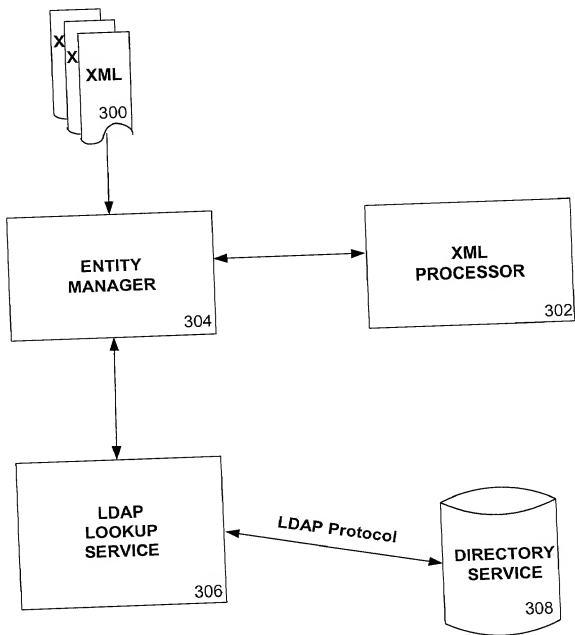 X
X
XML
300
ENTITY
MANAGER
304
XML
PROCESSOR
302
LDAP
LOOKUP
SERVICE
306
LDAP Protocol
DIRECTORY
SERVICE
308